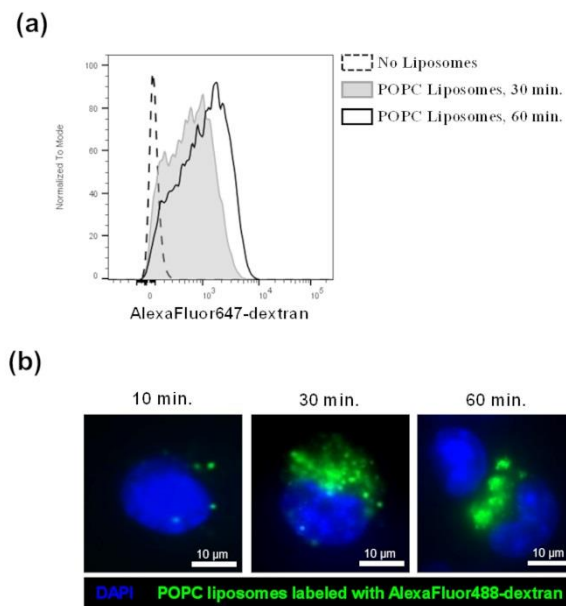 (a)
No Liposomes
POPC Liposomes, 30 min.
POPC Liposomes, 60 min.
Normalized To Mode
100
80
60
40
20
0
0 10³ 10⁴ 10⁵
AlexaFluor647-dextran
(b)
10 min. 30 min. 60 min.
10 µm 10 µm 10 µm
DAPI POPC liposomes labeled with AlexaFluor488-dextran